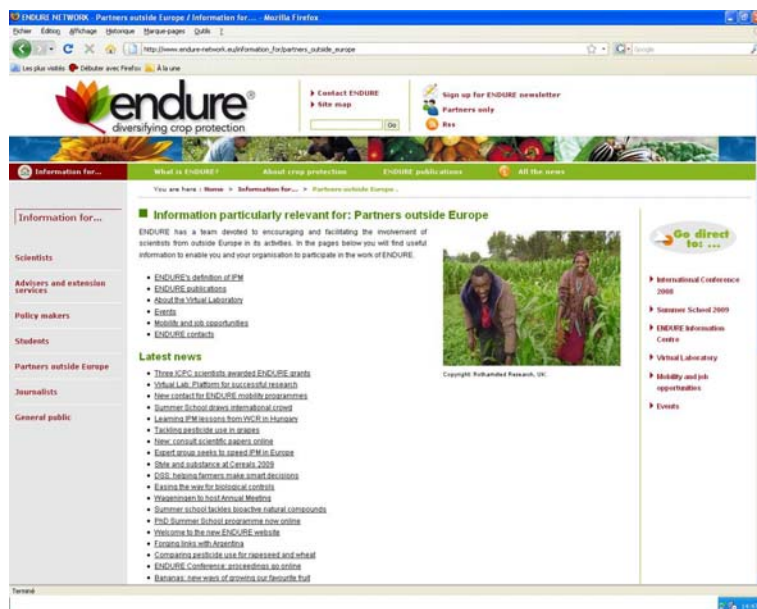 ENDURE NETWORK - Partners outside Europe / Information for... - Mozilla Firefox
Fichier Edition Affichage Historique Marque-pages Outils ?
http://www.endure-network.eu/information_for/partners_outside_europe
Google
Les plus visités Débuter avec Firefox À la une
endure®
diversifying crop protection
Contact ENDURE
Site map
Go
Sign up for ENDURE newsletter
Partners only
Rss
Information for...
What is ENDURE?
About crop protection
ENDURE publications
All the news
You are here : Home > Information for... > Partners outside Europe .
Information for...
Scientists
Advisers and extension
services
Policy makers
Students
Partners outside Europe
Journalists
General public
Information particularly relevant for: Partners outside Europe
ENDURE has a team devoted to encouraging and facilitating the involvement of
scientists from outside Europe in its activities. In the pages below you will find useful
information to enable you and your organisation to participate in the work of ENDURE.
ENDURE's definition of IPM
ENDURE publications
About the Virtual Laboratory
Events
Mobility and job opportunities
ENDURE contacts
Copyright: Rothamsted Research, UK.
Latest news
Three ICPC scientists awarded ENDURE grants
Virtual Lab: Platform for successful research
New contact for ENDURE mobility programmes
Summer School draws international crowd
Learning IPM lessons from WCR in Hungary
Tackling pesticide use in grapes
New: consult scientific papers online
Expert group seeks to speed IPM in Europe
Style and substance at Cereals 2009
DSS: helping farmers make smart decisions
Easing the way for biological controls
Wageningen to host Annual Meeting
Summer school tackles bioactive natural compounds
PhD Summer School programme now online
Welcome to the new ENDURE website
Forging links with Argentina
Comparing pesticide use for rapeseed and wheat
ENDURE Conference: proceedings go online
Bananas: new ways of growing our favourite fruit
Go direct
to: ...
International Conference
2008
Summer School 2009
ENDURE Information
Centre
Virtual Laboratory
Mobility and job
opportunities
Events
Terminé